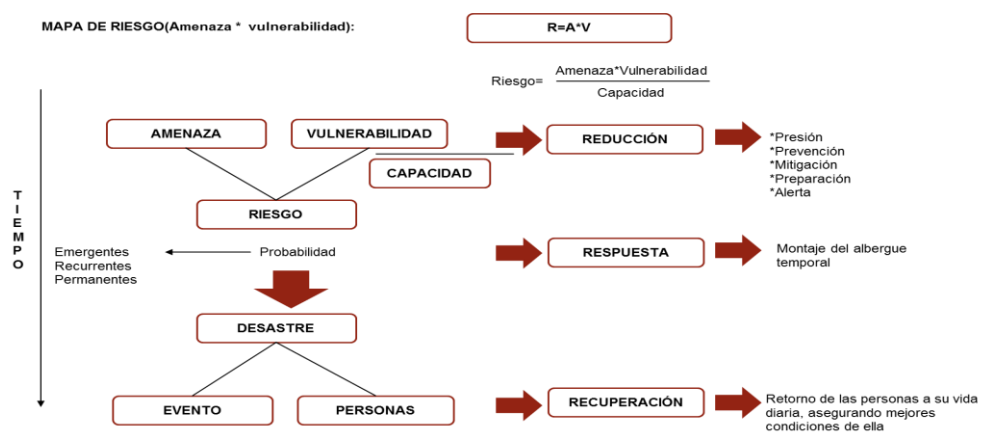 MAPA DE RIESGO(Amenaza * vulnerabilidad):
R=A*V
Riesgo=
Amenaza*Vulnerabilidad
Capacidad
AMENAZA
VULNERABILIDAD
CAPACIDAD
REDUCCIÓN
*Presión
*Prevención
*Mitigación
*Preparación
*Alerta
TIEMPO
RIESGO
Emergentes
Recurrentes
Permanentes
Probabilidad
RESPUESTA
Montaje del albergue
temporal
DESASTRE
EVENTO
PERSONAS
RECUPERACIÓN
Retorno de las personas a su vida
diaria, asegurando mejores
condiciones de ella